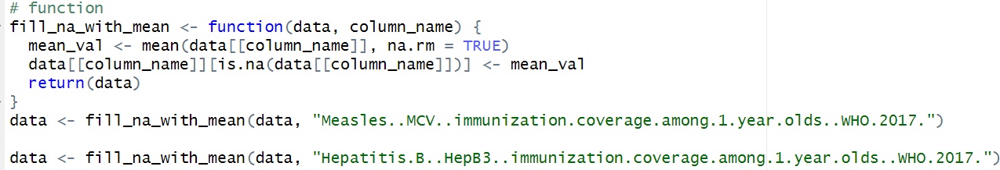 # function
fill_na_with_mean <- function(data, column_name) {
  mean_val <- mean(data[[column_name]], na.rm = TRUE)
  data[[column_name]][is.na(data[[column_name]])] <- mean_val
  return(data)
}
data <- fill_na_with_mean(data, "Measles..MCV..immunization.coverage.among.1.year.olds..WHO.2017.")
data <- fill_na_with_mean(data, "Hepatitis.B..HepB3..immunization.coverage.among.1.year.olds..WHO.2017.")